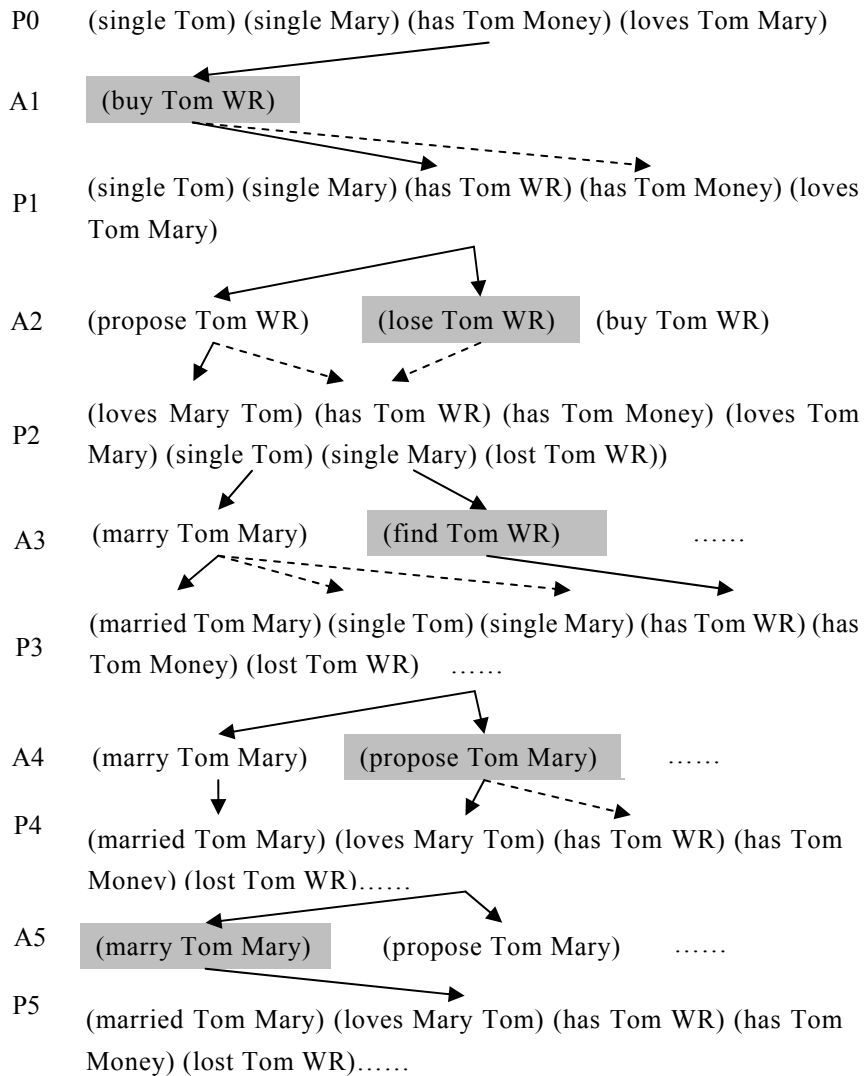 P0 (single Tom) (single Mary) (has Tom Money) (loves Tom Mary)
A1 (buy Tom WR)
P1 (single Tom) (single Mary) (has Tom WR) (has Tom Money) (loves
Tom Mary)
A2 (propose Tom WR) (lose Tom WR) (buy Tom WR)
P2 (loves Mary Tom) (has Tom WR) (has Tom Money) (loves Tom
Mary) (single Tom) (single Mary) (lost Tom WR))
A3 (marry Tom Mary) (find Tom WR) ......
P3 (married Tom Mary) (single Tom) (single Mary) (has Tom WR) (has
Tom Money) (lost Tom WR) ......
A4 (marry Tom Mary) (propose Tom Mary) ......
P4 (married Tom Mary) (loves Mary Tom) (has Tom WR) (has Tom
Money) (lost Tom WR)......
A5 (marry Tom Mary) (propose Tom Mary) ......
P5 (married Tom Mary) (loves Mary Tom) (has Tom WR) (has Tom
Money) (lost Tom WR)......